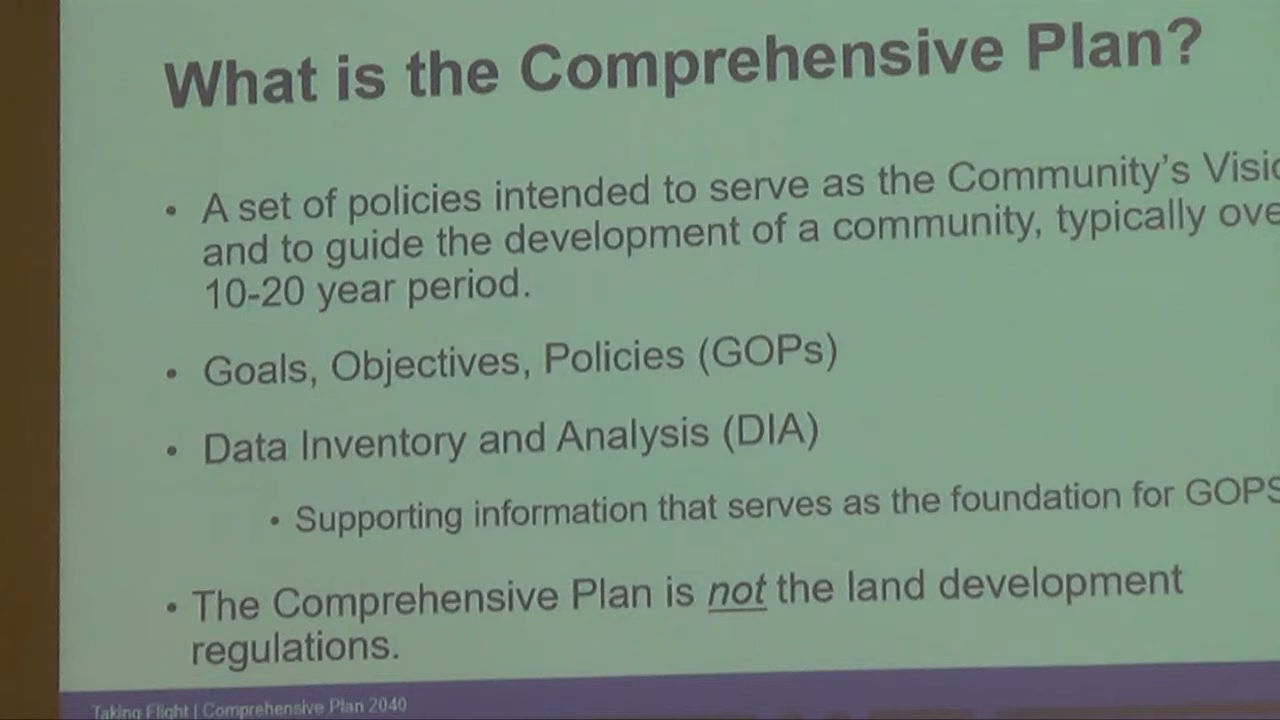 What is the Comprehensive Plan?
• A set of policies intended to serve as the Community's
and to guide the development of a community, typically
10-20 year period.
• Goals, Objectives, Policies (GOPs)
• Data Inventory and Analysis (DIA)
• Supporting information that serves as the foundation for GOPS
• The Comprehensive Plan is not the land development
regulations.
Taking Flight | Comprehensive Plan 2040